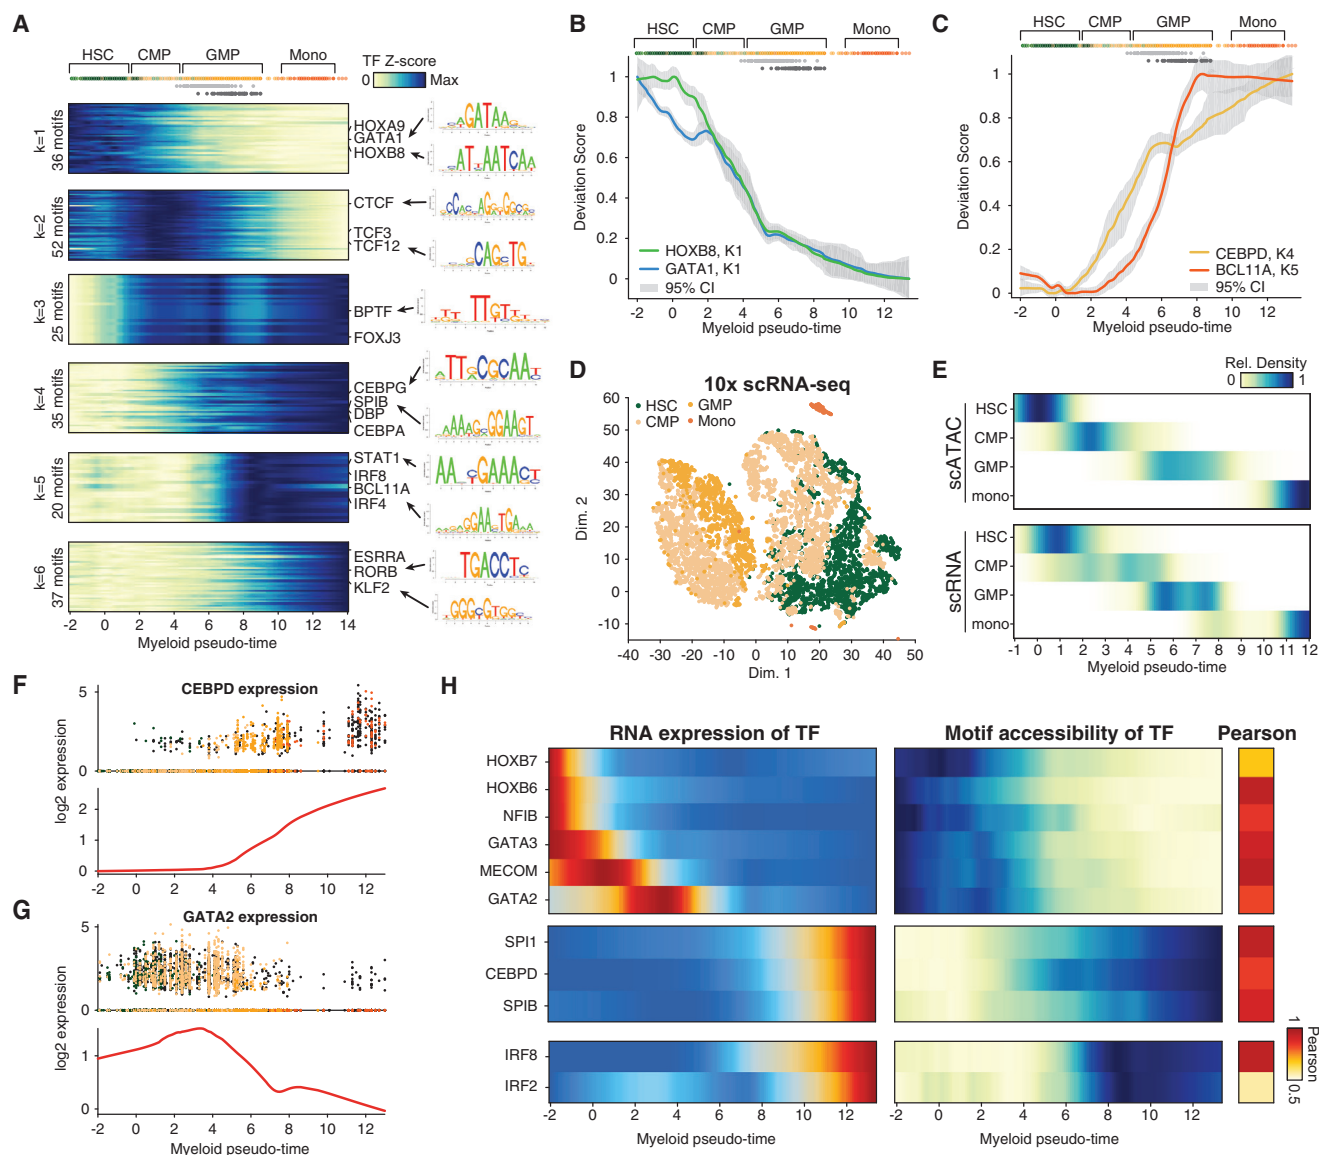 A
HSC CMP GMP Mono
TF Z-score
0 Max
k=1
36 motifs
HOXA9
GATA1
HOXB8
k=2
52 motifs
CTCF
TCF3
TCF12
k=3
25 motifs
BPTF
FOXJ3
k=4
35 motifs
CEBPG
SPIB
DBP
CEBPA
k=5
20 motifs
STAT1
IRF8
BCL11A
IRF4
k=6
37 motifs
ESRRA
RORB
KLF2
-2 0 2 4 6 8 10 12 14
Myeloid pseudo-time
B
HSC CMP GMP Mono
Deviation Score
1
0.8
0.6
0.4
0.2
0
HOXB8, K1
GATA1, K1
95% CI
-2 0 2 4 6 8 10 12
Myeloid pseudo-time
C
HSC CMP GMP Mono
Deviation Score
1
0.8
0.6
0.4
0.2
0
CEBPD, K4
BCL11A, K5
95% CI
-2 0 2 4 6 8 10 12
Myeloid pseudo-time
D
10x scRNA-seq
HSC GMP
CMP Mono
Dim. 2
60
50
40
30
20
10
0
-10
-40 -30 -20 -10 0 10 20 30 40 50
Dim. 1
E
Rel. Density
0 1
scATAC
HSC
CMP
GMP
mono
scRNA
HSC
CMP
GMP
mono
-1 0 1 2 3 4 5 6 7 8 9 10 11 12
Myeloid pseudo-time
F
CEBPD expression
log2 expression
5
0
2
1
0
-2 0 2 4 6 8 10 12
G
GATA2 expression
log2 expression
5
0
1
0
-2 0 2 4 6 8 10 12
Myeloid pseudo-time
H
RNA expression of TF Motif accessibility of TF Pearson
HOXB7
HOXB6
NFIB
GATA3
MECOM
GATA2
SPI1
CEBPD
SPIB
IRF8
IRF2
-2 0 2 4 6 8 10 12
Myeloid pseudo-time
-2 0 2 4 6 8 10 12
Myeloid pseudo-time
1
0.5
Pearson